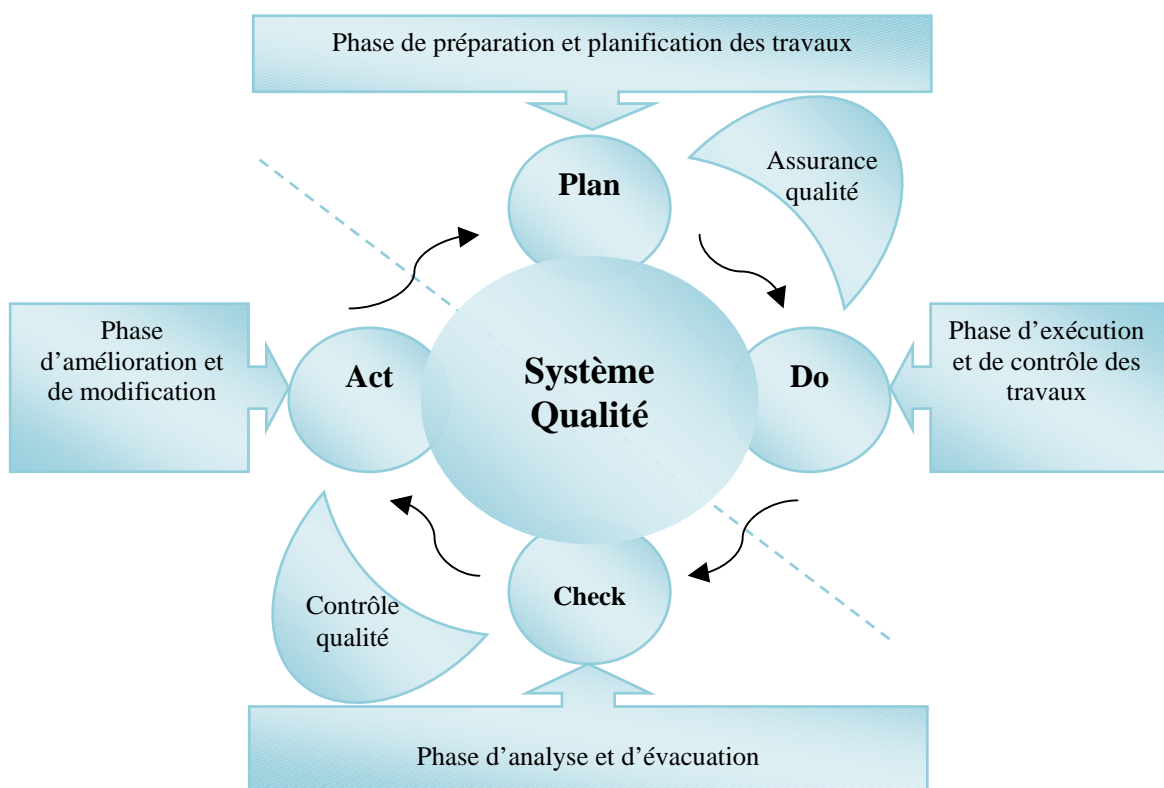 Phase de préparation et planification des travaux
Assurance
qualité
Plan
Phase
d’amélioration et
de modification
Act
Système
Qualité
Do
Phase d’exécution
et de contrôle des
travaux
Check
Contrôle
qualité
Phase d’analyse et d’évacuation